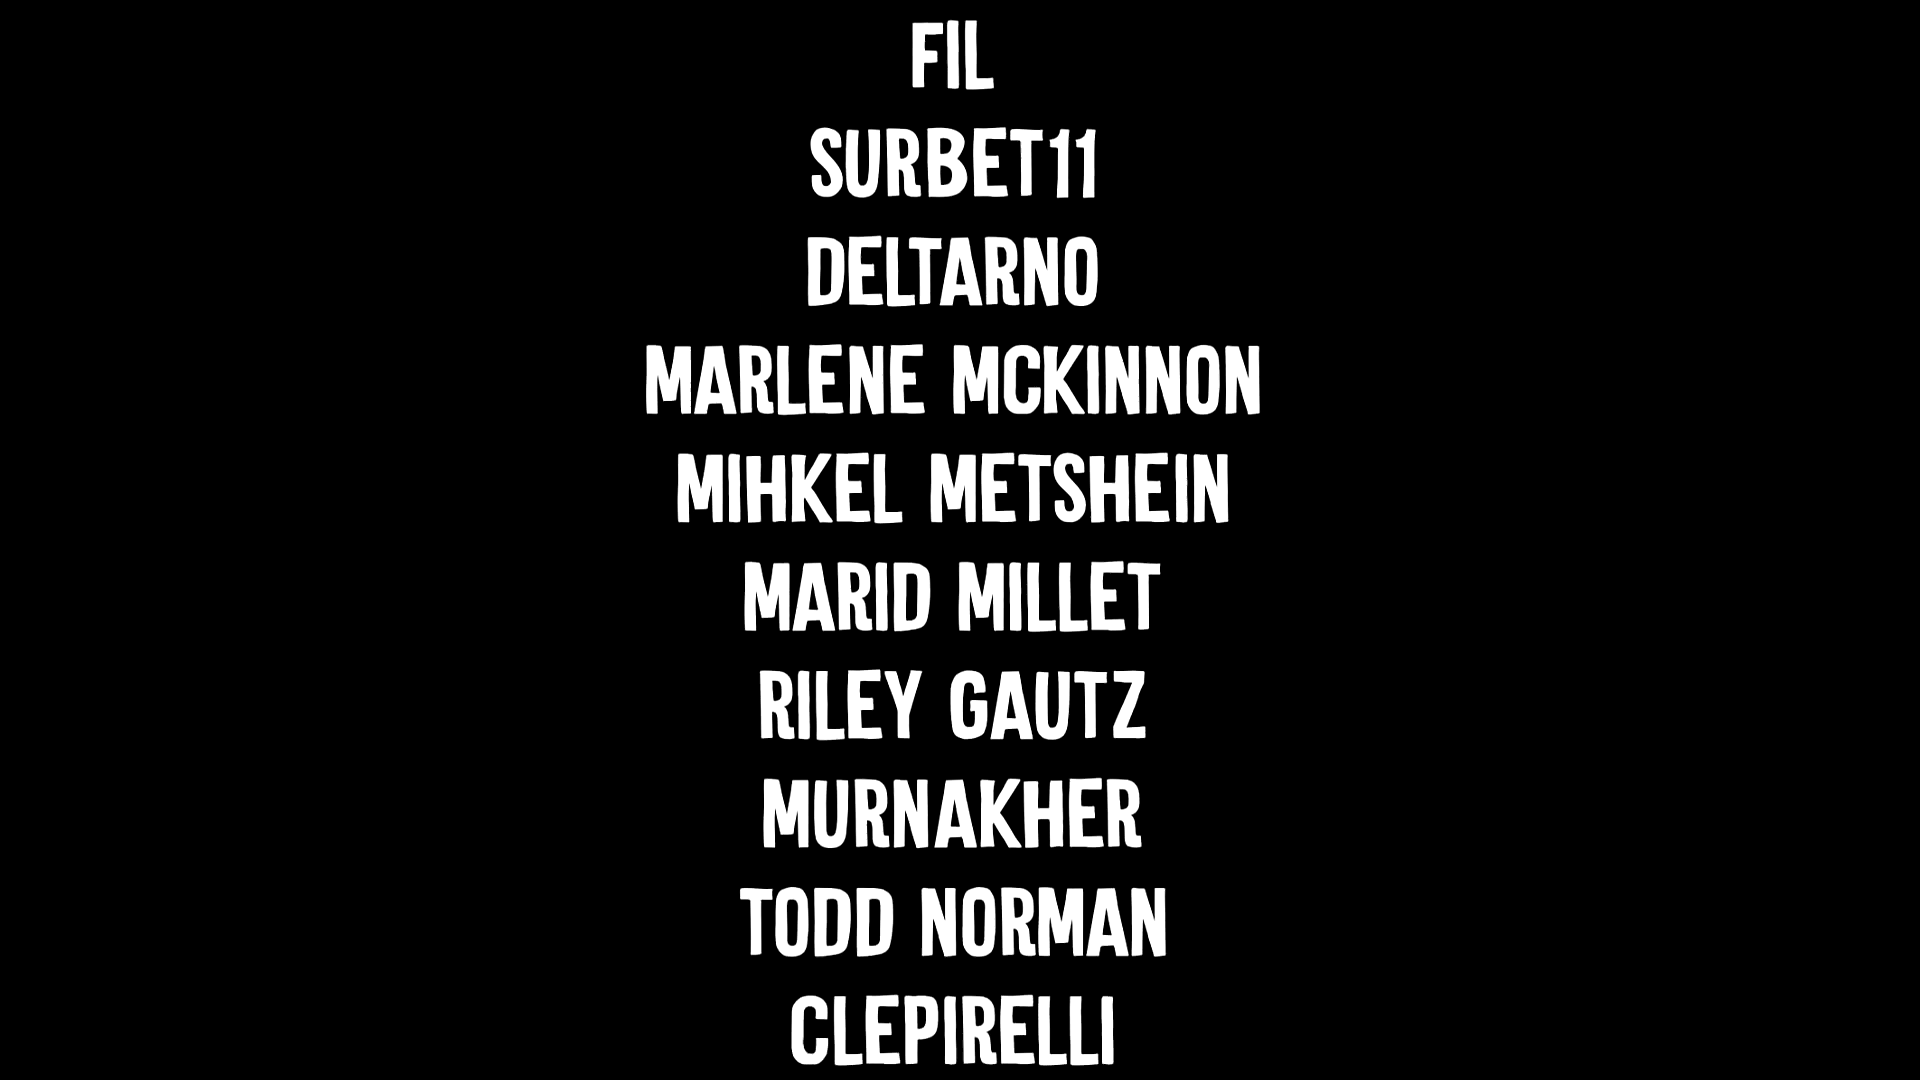 FIL
SURBET11
DELTARNO
MARLENE MCKINNON
MIHKEL METSHEIN
MARID MILLET
RILEY GAUTZ
MURNAKHER
TODD NORMAN
CLEPIRELLI